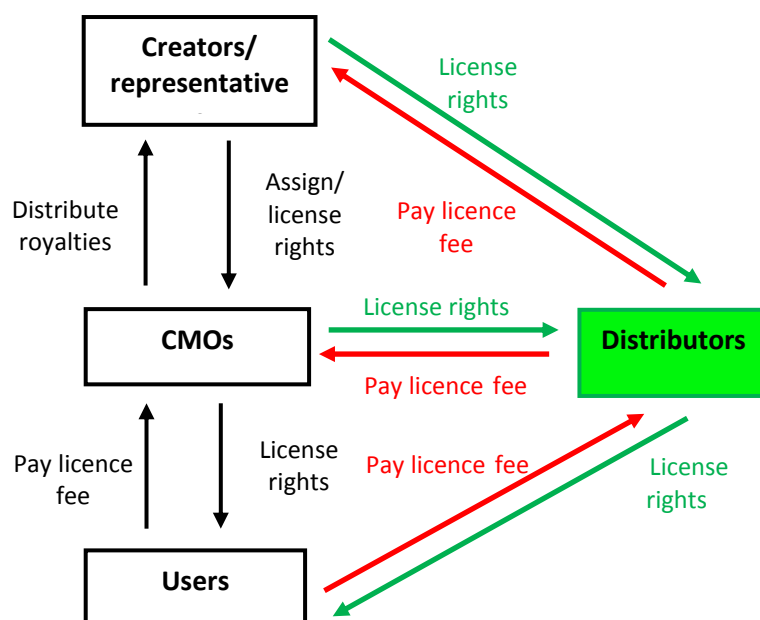 Creators/
representative
License
rights
Distribute
royalties
Assign/
license
rights
Pay licence
fee
License rights
CMOs
Distributors
Pay licence fee
Pay licence
fee
License
rights
Pay licence fee
License
rights
Users